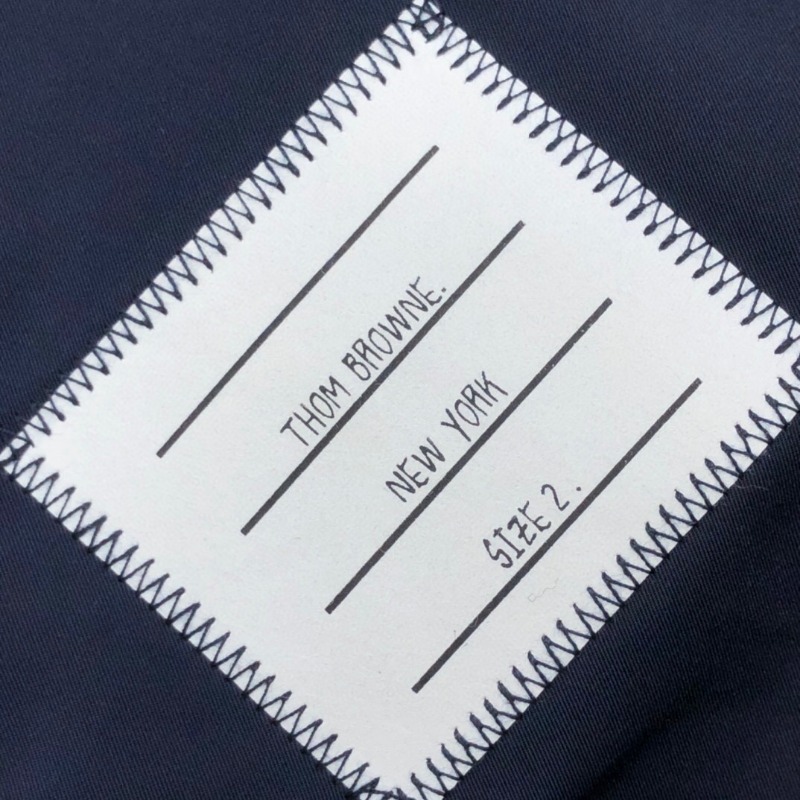 THOM BROWNE.
NEW YORK
SIZE 2.